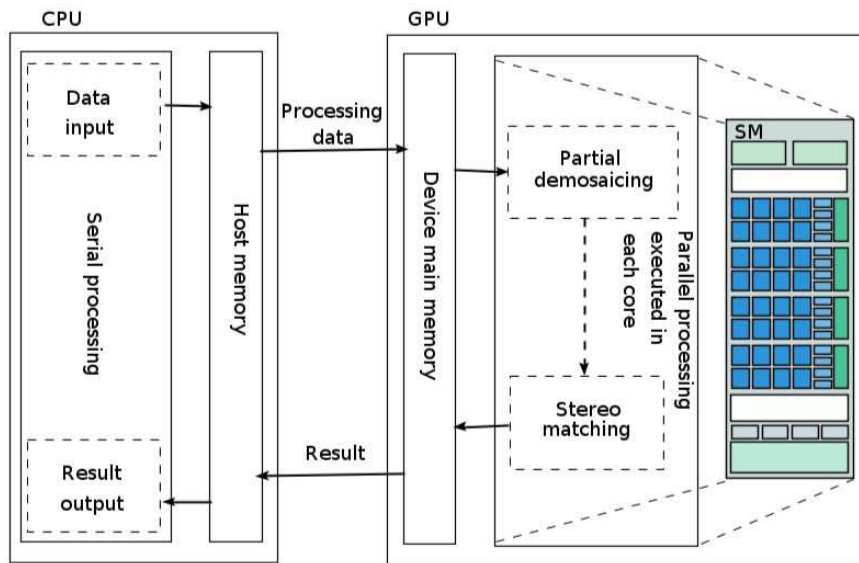 CPU
GPU
Data
input
Serial processing
Result
output
Host memory
Processing
data
Result
Device main memory
Partial
demosaicing
Stereo
matching
Parallel processing
executed in
each core
SM